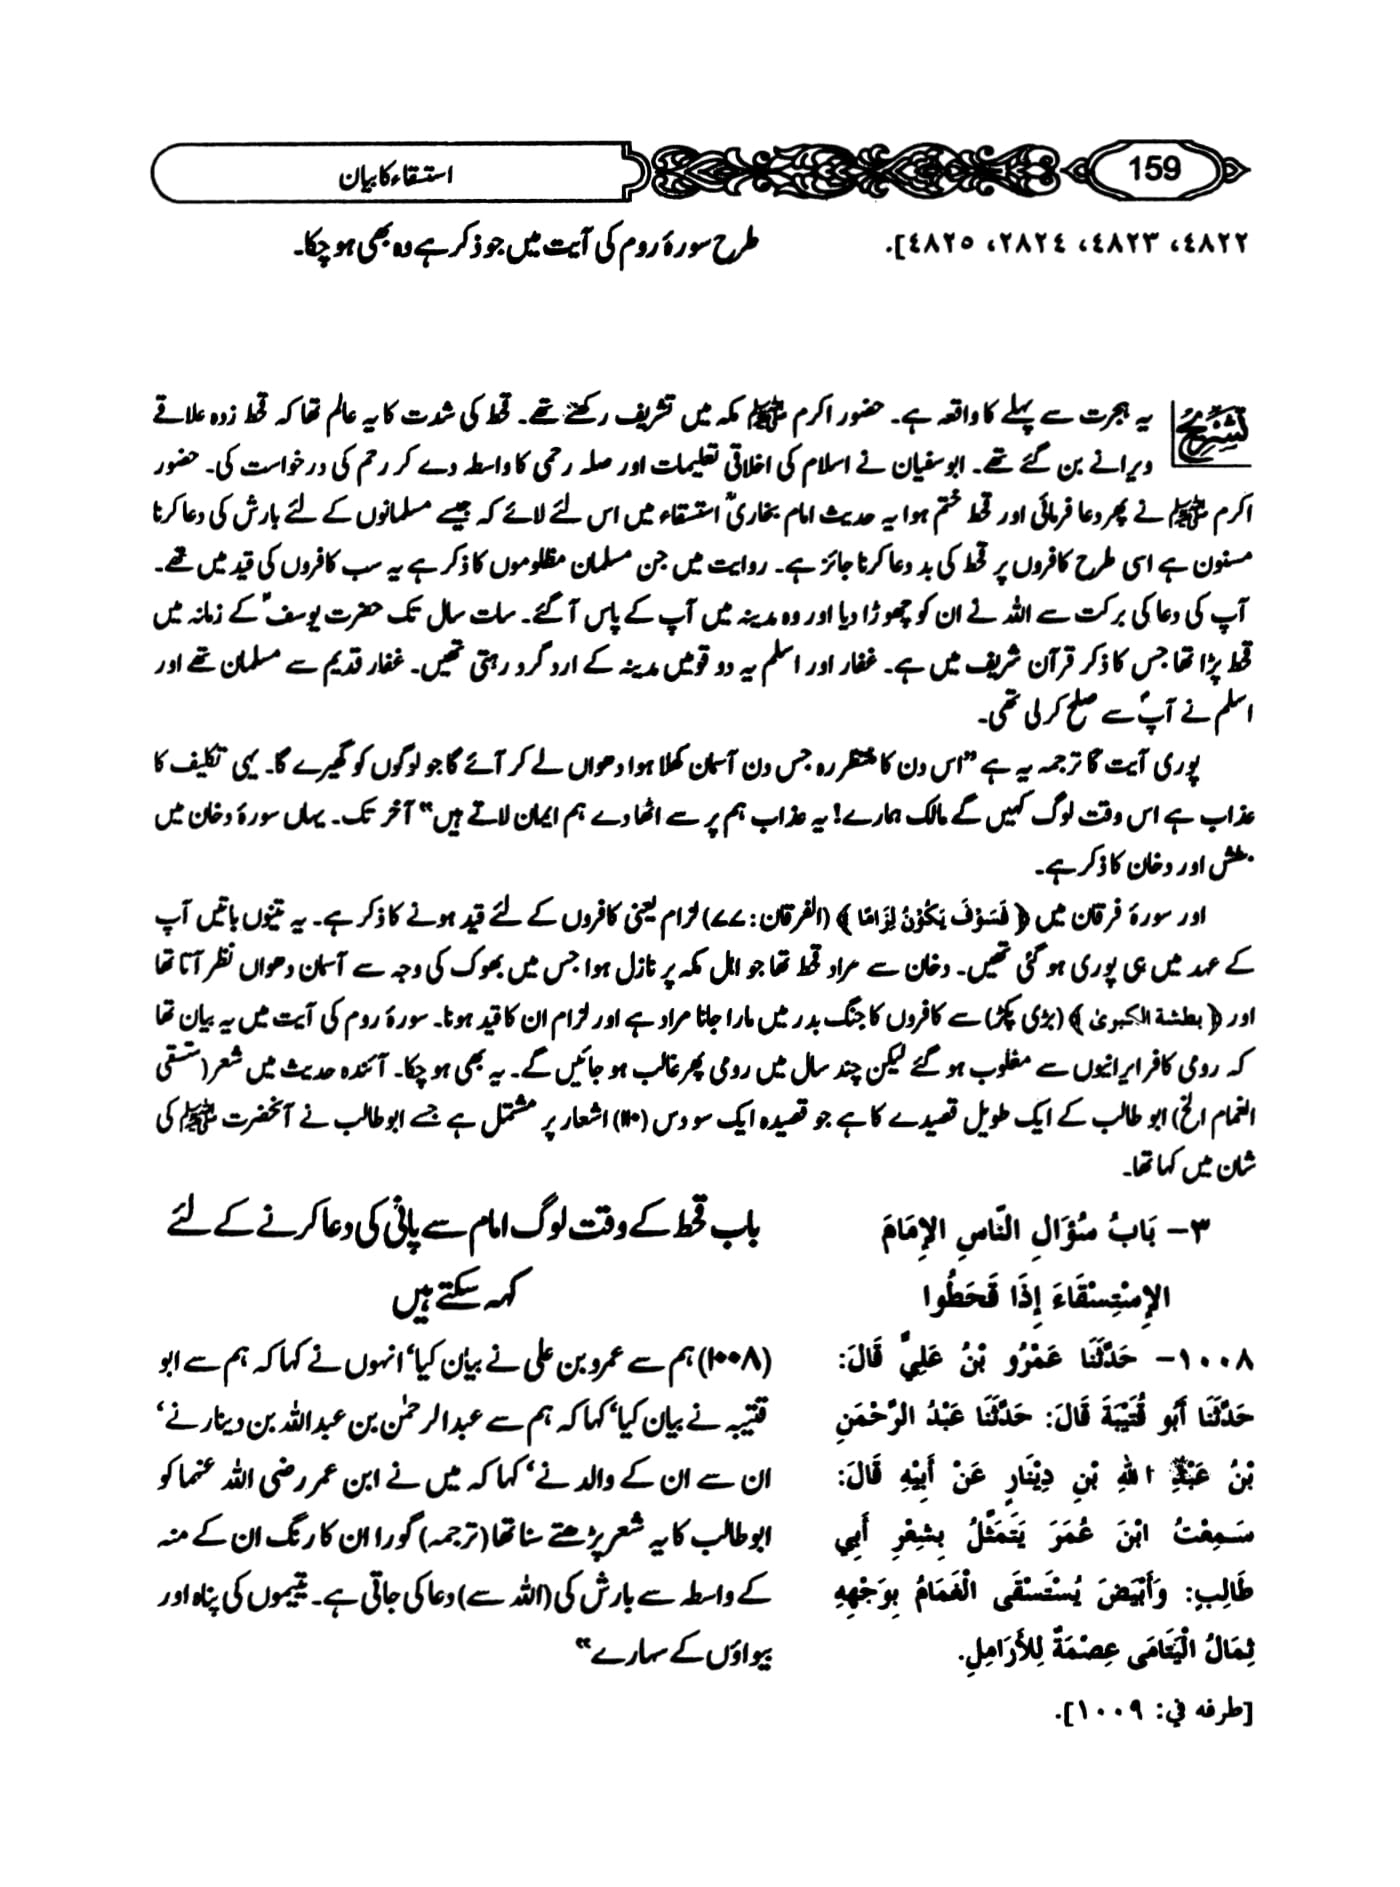 159
استسقاء کا بیان
٤٨٢٢، ٤٨٢٣، ٢٨٢٤، ٤٨٢٥].
طرح سورۂ روم کی آیت میں جو ذکر ہے وہ بھی ہو چکا۔
تشریح یہ ہجرت سے پہلے کا واقعہ ہے۔ حضور اکرم ﷺ مکہ میں تشریف رکھتے تھے۔ قحط کی شدت کا یہ عالم تھا کہ قحط زدہ علاقے
ویرانے بن گئے تھے۔ ابو سفیان نے اسلام کی اخلاقی تعلیمات اور صلہ رحمی کا واسطہ دے کر رحم کی درخواست کی۔ حضور
اکرم ﷺ نے پھر دعا فرمائی اور قحط ختم ہوا یہ حدیث امام بخاریؒ استسقاء میں اس لئے لائے کہ جیسے مسلمانوں کے لئے بارش کی دعا کرنا
مسنون ہے اسی طرح کافروں پر قحط کی بد دعا کرنا جائز ہے۔ روایت میں جن مسلمان مظلوموں کا ذکر ہے یہ سب کافروں کی قید میں تھے۔
آپ کی دعا کی برکت سے اللہ نے ان کو چھوڑا دیا اور وہ مدینہ میں آپ کے پاس آگئے۔ سات سال تک حضرت یوسفؑ کے زمانہ میں
قحط پڑا تھا جس کا ذکر قرآن شریف میں ہے۔ غفار اور اسلم یہ دو قومیں مدینہ کے ارد گرد رہتی تھیں۔ غفار قدیم سے مسلمان تھے اور
اسلم نے آپؐ سے صلح کر لی تھی۔
پوری آیت کا ترجمہ یہ ہے ”اس دن کا منتظر رہ جس دن آسمان کھلا ہوا دھواں لے کر آئے گا جو لوگوں کو گھیرے گا۔ یہی تکلیف کا
عذاب ہے اس وقت لوگ کہیں گے مالک ہمارے! یہ عذاب ہم پر سے اٹھا دے ہم ایمان لاتے ہیں“ آخر تک۔ یہاں سورۂ دخان میں
بطش اور دخان کا ذکر ہے۔
اور سورۂ فرقان میں ﴿ فَسَوْفَ يَكُوْنُ لِزَامًا ﴾ (الفرقان: ۷۷) لزام یعنی کافروں کے لئے قید ہونے کا ذکر ہے۔ یہ تینوں باتیں آپ
کے عہد میں ہی پوری ہو گئی تھیں۔ دخان سے مراد قحط تھا جو اہل مکہ پر نازل ہوا جس میں بھوک کی وجہ سے آسمان دھواں نظر آتا تھا
اور ﴿ بطشة الكبرىٰ ﴾ (بڑی پکڑ) سے کافروں کا جنگ بدر میں مارا جانا مراد ہے اور لزام ان کا قید ہونا۔ سورۂ روم کی آیت میں یہ بیان تھا
کہ رومی کافر ایرانیوں سے مغلوب ہو گئے لیکن چند سال میں رومی پھر غالب ہو جائیں گے۔ یہ بھی ہو چکا۔ آئندہ حدیث میں شعر (تستسقی
الغمام الخ) ابو طالب کے ایک طویل قصیدے کا ہے جو قصیدہ ایک سو دس (۱۱۰) اشعار پر مشتمل ہے جسے ابو طالب نے آنحضرت ﷺ کی
شان میں کہا تھا۔
٣- بَابُ سُؤَالِ النَّاسِ الإِمَامَ
الإِسْتِسْقَاءَ إِذَا قَحَطُوا
باب قحط کے وقت لوگ امام سے پانی کی دعا کرنے کے لئے
کہہ سکتے ہیں
١٠٠٨- حَدَّثَنَا عَمْرُو بْنُ عَلِيٍّ قَالَ:
حَدَّثَنَا أَبُو قُتَيْبَةَ قَالَ: حَدَّثَنَا عَبْدُ الرَّحْمَنِ
بْنُ عَبْدِ اللهِ بْنِ دِيْنَارٍ عَنْ أَبِيْهِ قَالَ:
سَمِعْتُ ابْنَ عُمَرَ يَتَمَثَّلُ بِشِعْرِ أَبِي
طَالِبٍ: وَأَبْيَضَ يُسْتَسْقَى الْغَمَامُ بِوَجْهِهِ
ثِمَالُ الْيَتَامَى عِصْمَةٌ لِلأَرَامِلِ.
[طرفه في: ١٠٠٩].
(۱۰۰۸) ہم سے عمرو بن علی نے بیان کیا‘ انہوں نے کہا کہ ہم سے ابو
قتیبہ نے بیان کیا‘ کہا کہ ہم سے عبدالرحمٰن بن عبداللہ بن دینار نے‘
ان سے ان کے والد نے‘ کہا کہ میں نے ابن عمر رضی اللہ عنہما کو
ابو طالب کا یہ شعر پڑھتے سنا تھا (ترجمہ) گورا ان کا رنگ ان کے منہ
کے واسطہ سے بارش کی (اللہ سے) دعا کی جاتی ہے۔ یتیموں کی پناہ اور
بیواؤں کے سہارے“